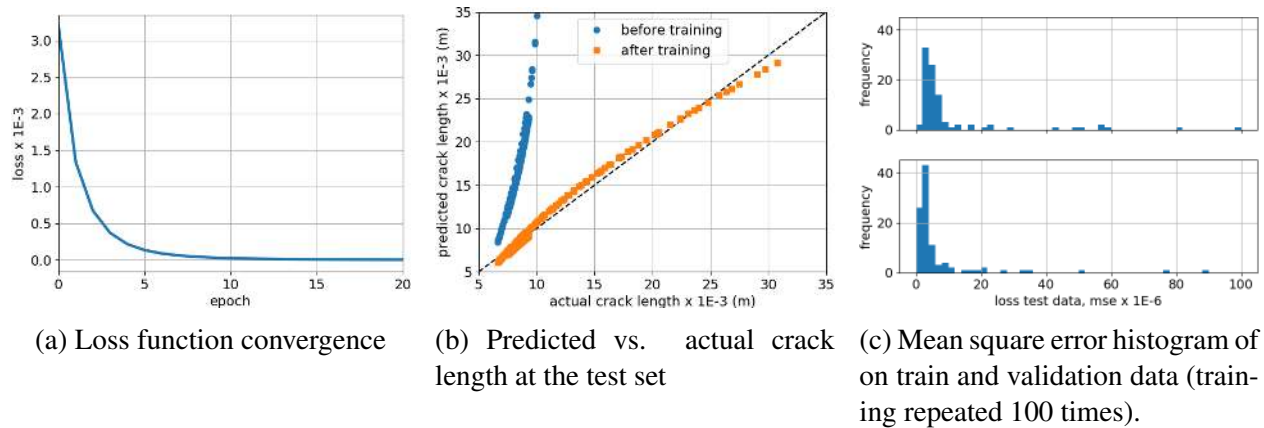 3.0
2.5
2.0
1.5
1.0
0.5
0.0
loss x 1E-3
0
5
10
15
20
epoch
(a) Loss function convergence
35
30
25
20
15
10
5
predicted crack length x 1E-3 (m)
before training
after training
5
10
15
20
25
30
35
actual crack length x 1E-3 (m)
(b) Predicted vs. actual crack
length at the test set
40
20
0
frequency
40
20
0
frequency
0
20
40
60
80
100
loss test data, mse x 1E-6
(c) Mean square error histogram of
on train and validation data (train-
ing repeated 100 times).